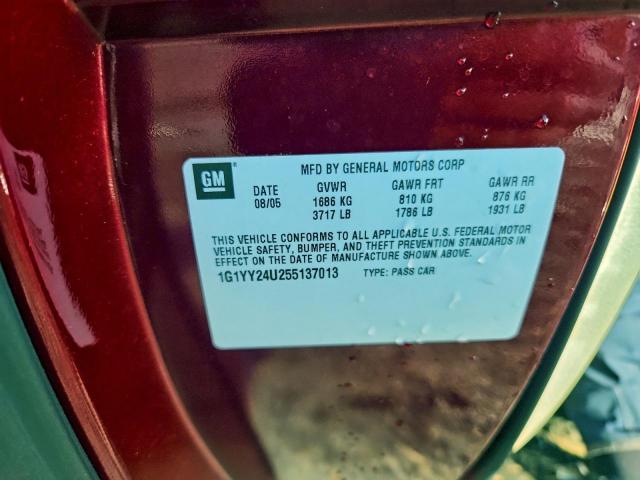 GM® MFD BY GENERAL MOTORS CORP
DATE GVWR GAWR FRT GAWR RR
08/05 1686 KG 810 KG 876 KG
3717 LB 1786 LB 1931 LB
THIS VEHICLE CONFORMS TO ALL APPLICABLE U.S. FEDERAL MOTOR
VEHICLE SAFETY, BUMPER, AND THEFT PREVENTION STANDARDS IN
EFFECT ON THE DATE OF MANUFACTURE SHOWN ABOVE.
1G1YY24U255137013 TYPE: PASS CAR